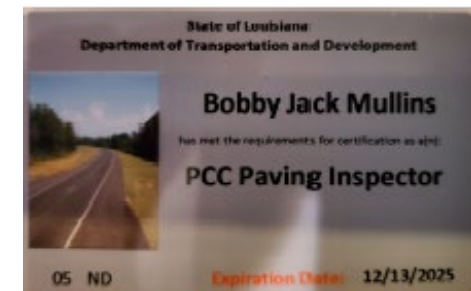 State of Louisiana
Department of Transportation and Development
Bobby Jack Mullins
has met the requirements for certification as a(n):
PCC Paving Inspector
05 ND
Expiration Date: 12/13/2025